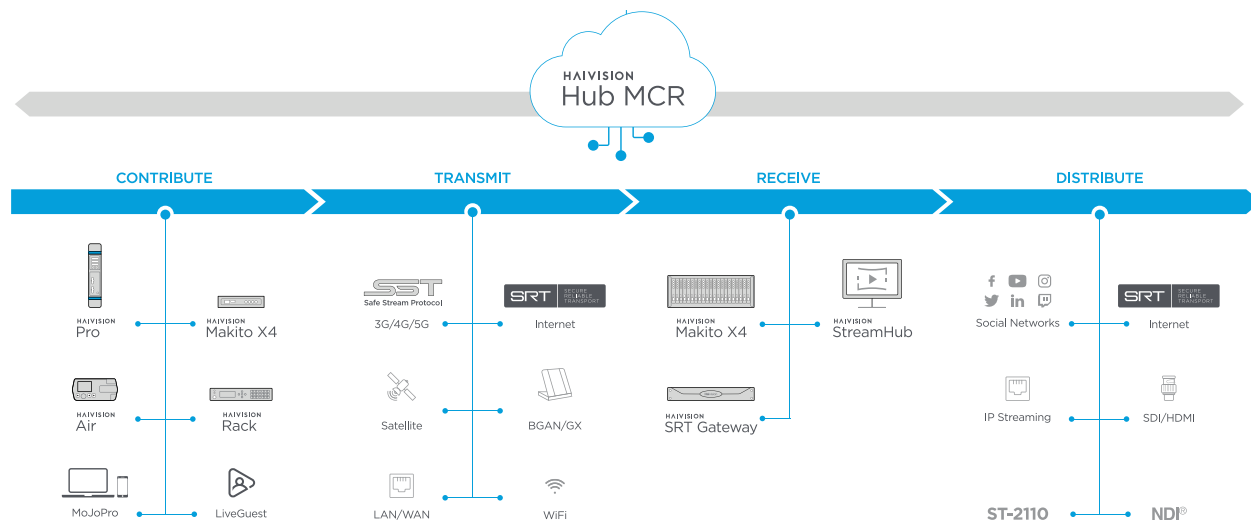 HAIVISION
Hub MCR
CONTRIBUTE
TRANSMIT
RECEIVE
DISTRIBUTE
HAIVISION
Pro
HAIVISION
Makito X4
HAIVISION
Air
HAIVISION
Rack
MoJoPro
LiveGuest
SST
Safe Stream Protocol
3G/4G/5G
SRT
SECURE
RELIABLE
TRANSPORT
Internet
Satellite
BGAN/GX
LAN/WAN
WiFi
HAIVISION
Makito X4
HAIVISION
StreamHub
HAIVISION
SRT Gateway
Social Networks
SRT
SECURE
RELIABLE
TRANSPORT
Internet
IP Streaming
SDI/HDMI
ST-2110
NDI®